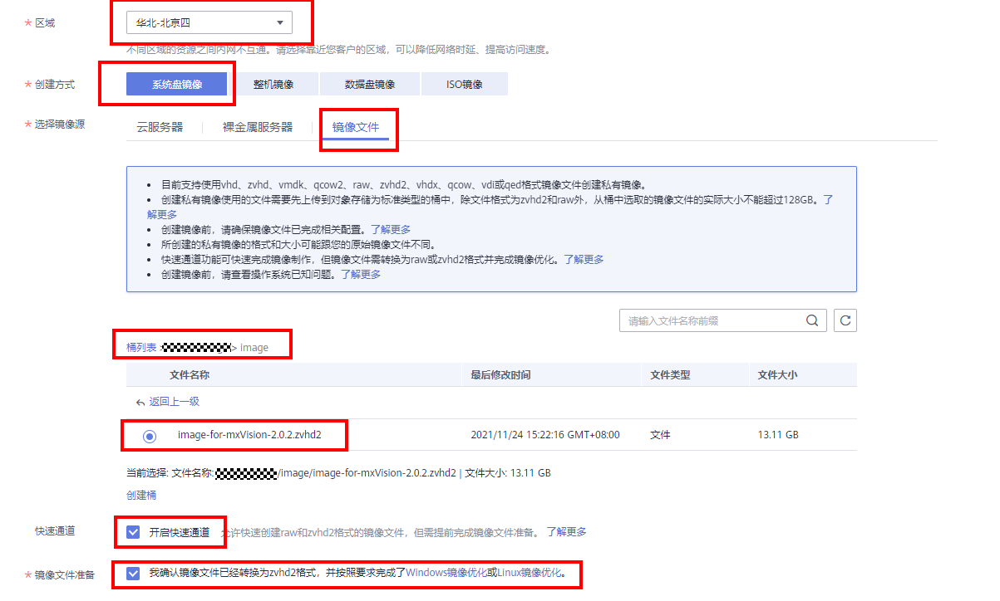 * 区域 华北-北京四
不同区域的资源之间内网不互通。请选择靠近您客户的区域，可以降低网络时延、提高访问速度。
* 创建方式 系统盘镜像 整机镜像 数据盘镜像 ISO镜像
* 选择镜像源 云服务器 裸金属服务器 镜像文件
• 目前支持使用vhd、zvhd、vmdk、qcow2、raw、zvhd2、vhdx、qcow、vdi或qed格式镜像文件创建私有镜像。
• 创建私有镜像使用的文件需要先上传到对象存储为标准类型的桶中，除文件格式为zvhd2和raw外，从桶中选取的镜像文件的实际大小不能超过128GB。了
解更多
• 创建镜像前，请确保镜像文件已完成相关配置。了解更多
• 所创建的私有镜像的格式和大小可能跟您的原始镜像文件不同。
• 快速通道功能可快速完成镜像制作，但镜像文件需转换为raw或zvhd2格式并完成镜像优化。了解更多
• 创建镜像前，请查看操作系统已知问题。了解更多
请输入文件名称前缀
桶列表 > image
文件名称 最后修改时间 文件类型 文件大小
返回上一级
image-for-mxVision-2.0.2.zvhd2 2021/11/24 15:22:16 GMT+08:00 文件 13.11 GB
当前选择: 文件名称: /image/image-for-mxVision-2.0.2.zvhd2 | 文件大小: 13.11 GB
创建桶
快速通道 开启快速通道 允许快速创建raw和zvhd2格式的镜像文件，但需提前完成镜像文件准备。 了解更多
* 镜像文件准备 我确认镜像文件已经转换为zvhd2格式，并按照要求完成了Windows镜像优化或Linux镜像优化。